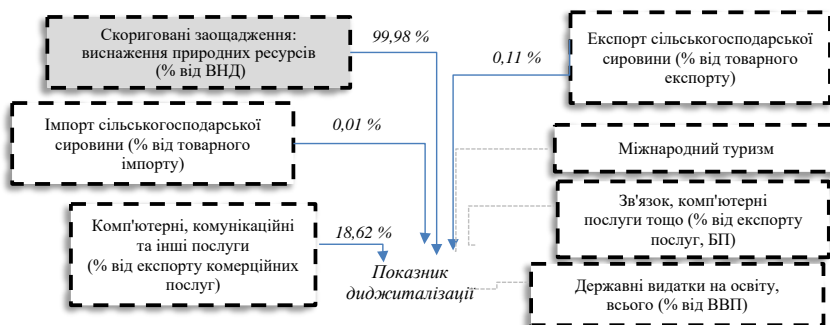 Скориговані заощадження:
виснаження природних ресурсів
(% від ВНД)
99,98 %
0,11 %
Експорт сільськогосподарської
сировини (% від товарного
експорту)
Імпорт сільськогосподарської
сировини (% від товарного
імпорту)
0,01 %
Міжнародний туризм
Комп'ютерні, комунікаційні
та інші послуги
(% від експорту комерційних
послуг)
18,62 %
Зв'язок, комп'ютерні
послуги тощо (% від експорту
послуг, БП)
Показник
диджиталізації
Державні видатки на освіту,
всього (% від ВВП)